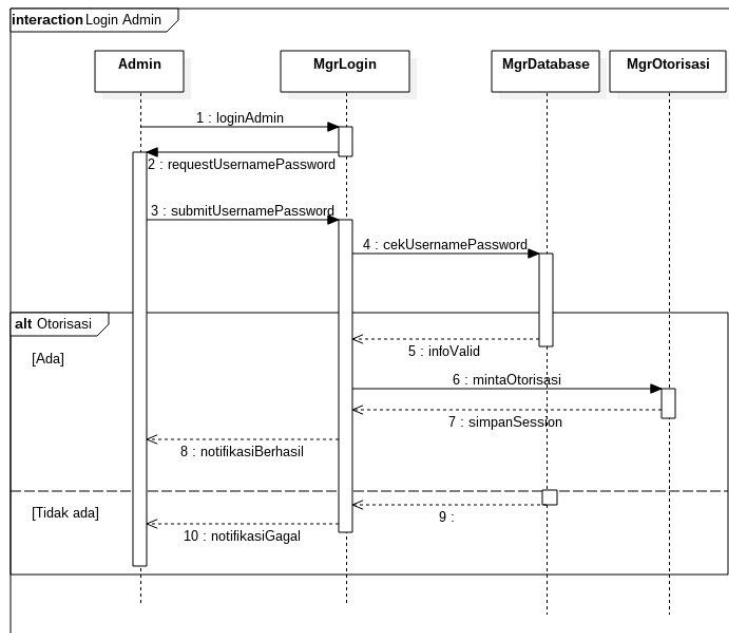 interaction Login Admin
Admin
MgrLogin
MgrDatabase
MgrOtorisasi
1 : loginAdmin
2 : requestUsernamePassword
3 : submitUsernamePassword
4 : cekUsernamePassword
alt Otorisasi
5 : infoValid
[Ada]
6 : mintaOtorisasi
7 : simpanSession
8 : notifikasiBerhasil
[Tidak ada]
9 :
10 : notifikasiGagal